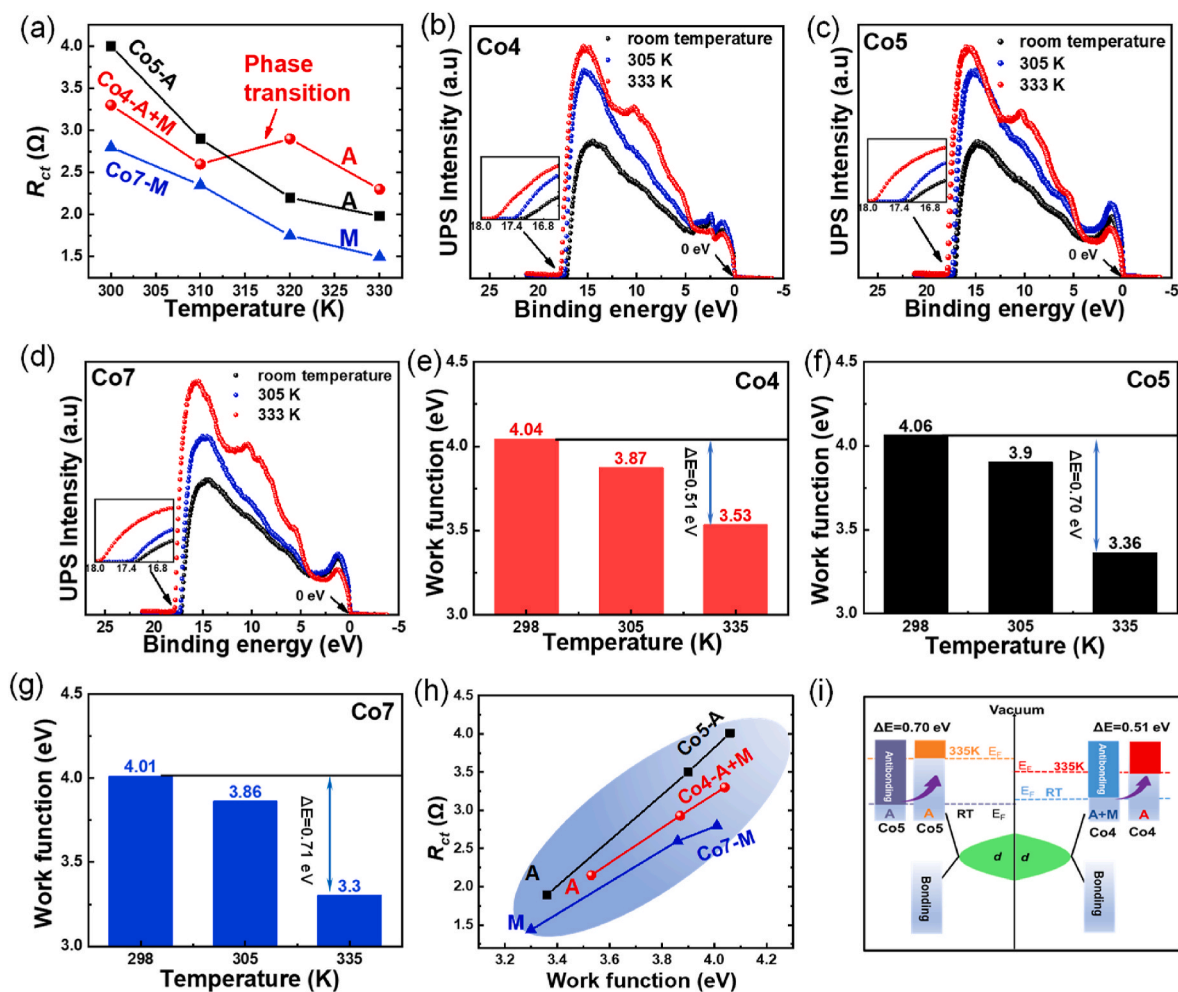 (a)
4.0
3.5
3.0
2.5
2.0
1.5
Rct (Ω)
Co5-A
Co4-A+M
Co7-M
Phase
transition
A
A
M
300 305 310 315 320 325 330
Temperature (K)
(b)
Co4
room temperature
305 K
333 K
UPS Intensity (a.u)
18.0 17.4 16.8
0 eV
25 20 15 10 5 0 -5
Binding energy (eV)
(c)
Co5
room temperature
305 K
333 K
UPS Intensity (a.u)
18.0 17.4 16.8
0 eV
25 20 15 10 5 0 -5
Binding energy (eV)
(d)
Co7
room temperature
305 K
333 K
UPS Intensity (a.u)
18.0 17.4 16.8
0 eV
25 20 15 10 5 0 -5
Binding energy (eV)
(e)
Co4
4.5
4.0
3.5
3.0
Work function (eV)
4.04
3.87
3.53
ΔE=0.51 eV
298 305 335
Temperature (K)
(f)
Co5
4.5
4.0
3.5
3.0
Work function (eV)
4.06
3.9
3.36
ΔE=0.70 eV
298 305 335
Temperature (K)
(g)
Co7
4.5
4.0
3.5
3.0
Work function (eV)
4.01
3.86
3.3
ΔE=0.71 eV
298 305 335
Temperature (K)
(h)
4.5
4.0
3.5
3.0
2.5
2.0
1.5
Rct (Ω)
Co5-A
Co4-A+M
Co7-M
A
A
M
3.2 3.4 3.6 3.8 4.0 4.2
Work function (eV)
(i)
Vacuum
ΔE=0.70 eV
ΔE=0.51 eV
335K EF
EF 335K
EF RT
RT EF
Antibonding
Antibonding
A
A
A+M
A
Co5
Co5
Co4
Co4
d d
Bonding
Bonding